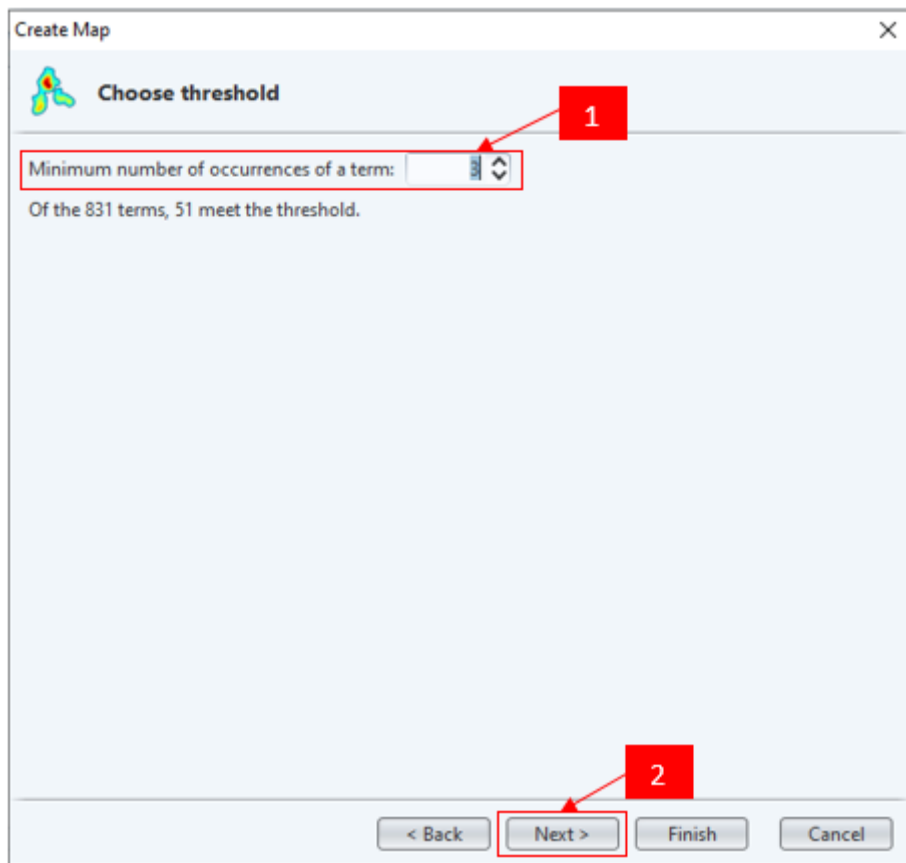 Create Map
Choose threshold
1
Minimum number of occurrences of a term: 3
Of the 831 terms, 51 meet the threshold.
2
< Back Next > Finish Cancel